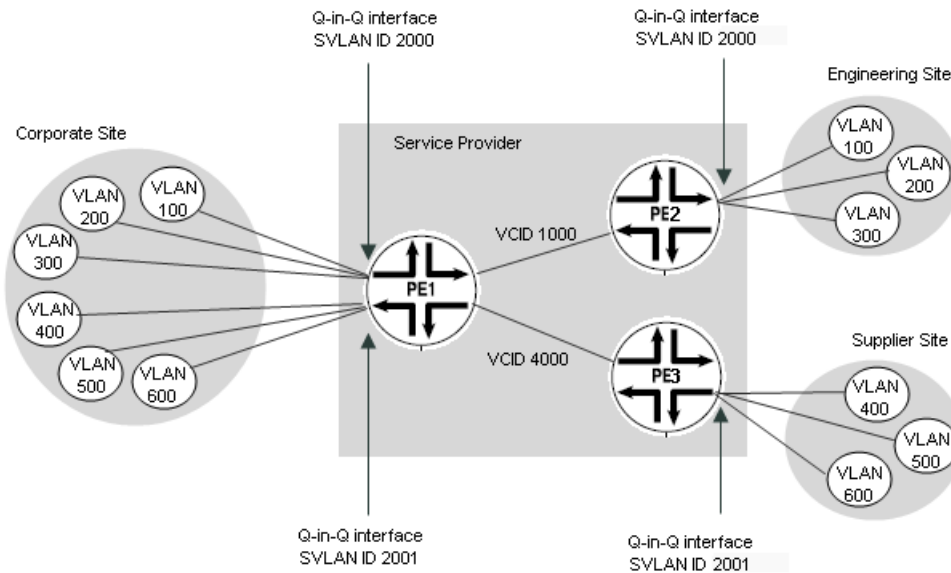 Q-in-Q interface
SVLAN ID 2000
Q-in-Q interface
SVLAN ID 2000
Engineering Site
Corporate Site
Service Provider
VLAN
100
VLAN
200
VLAN
300
VLAN
200
VLAN
100
VLAN
300
VLAN
400
VLAN
500
VLAN
600
PE1
VCID 1000
PE2
VCID 4000
PE3
Supplier Site
VLAN
400
VLAN
500
VLAN
600
Q-in-Q interface
SVLAN ID 2001
Q-in-Q interface
SVLAN ID 2001